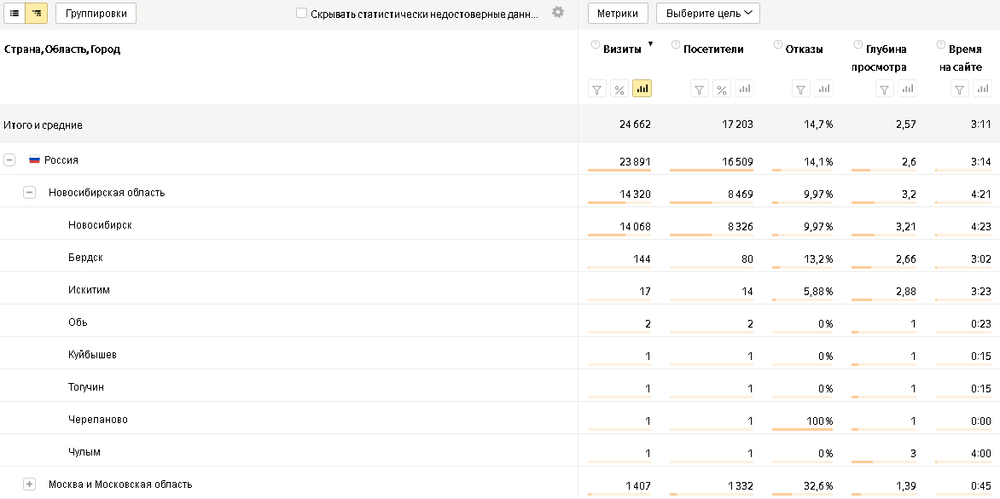 Группировки Скрывать статистически недостоверные данн... Метрики Выберите цель
Страна, Область, Город Визиты ▼ Посетители Отказы Глубина просмотра Время на сайте
Итого и средние 24 662 17 203 14,7 % 2,57 3:11
Россия 23 891 16 509 14,1 % 2,6 3:14
Новосибирская область 14 320 8 469 9,97 % 3,2 4:21
Новосибирск 14 068 8 326 9,97 % 3,21 4:23
Бердск 144 80 13,2 % 2,66 3:02
Искитим 17 14 5,88 % 2,88 3:23
Обь 2 2 0 % 1 0:23
Куйбышев 1 1 0 % 1 0:15
Тогучин 1 1 0 % 1 0:15
Черепаново 1 1 100 % 1 0:00
Чулым 1 1 0 % 3 4:00
Москва и Московская область 1 407 1 332 32,6 % 1,39 0:45